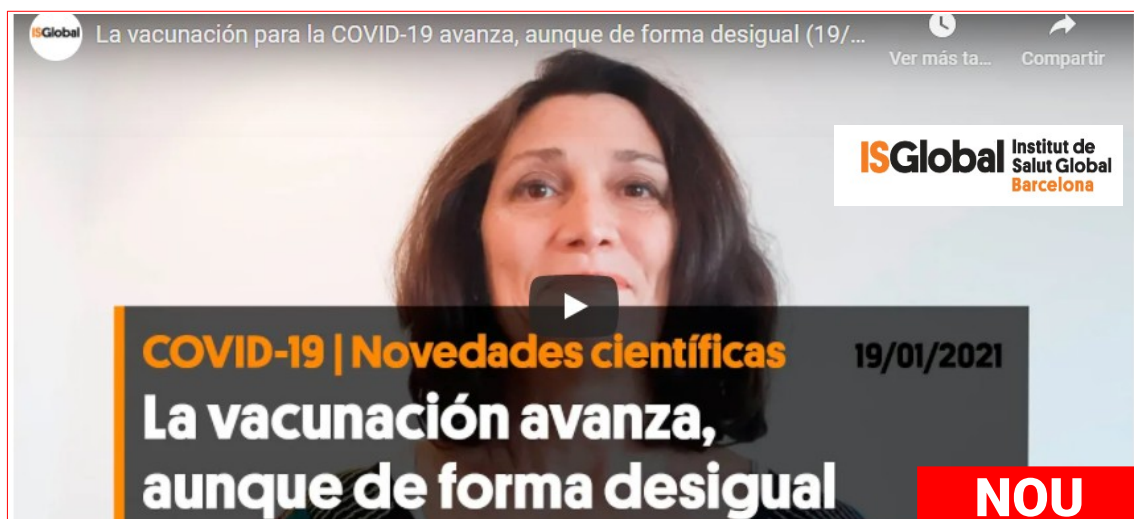 ISGlobal
La vacunación para la COVID-19 avanza, aunque de forma desigual (19/...
Ver más ta...
Compartir
ISGlobal
Institut de
Salut Global
Barcelona
COVID-19 | Novedades científicas
19/01/2021
La vacunación avanza,
aunque de forma desigual
NOU